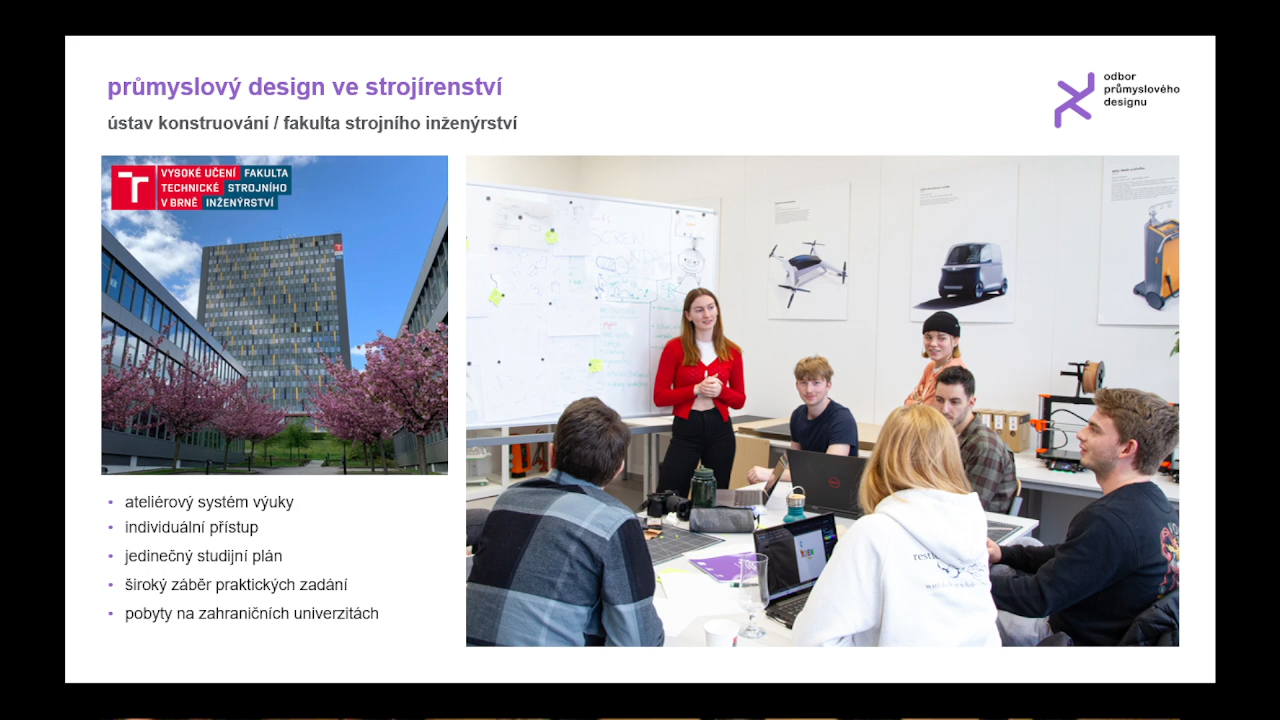 průmyslový design ve strojírenství
odbor
průmyslového
designu
ústav konstruování / fakulta strojního inženýrství
VYSOKÉ UČENÍ FAKULTA
TECHNICKÉ STROJNÍHO
V BRNĚ INŽENÝRSTVÍ
ateliérový systém výuky
individuální přístup
jedinečný studijní plán
široký záběr praktických zadání
pobyty na zahraničních univerzitách